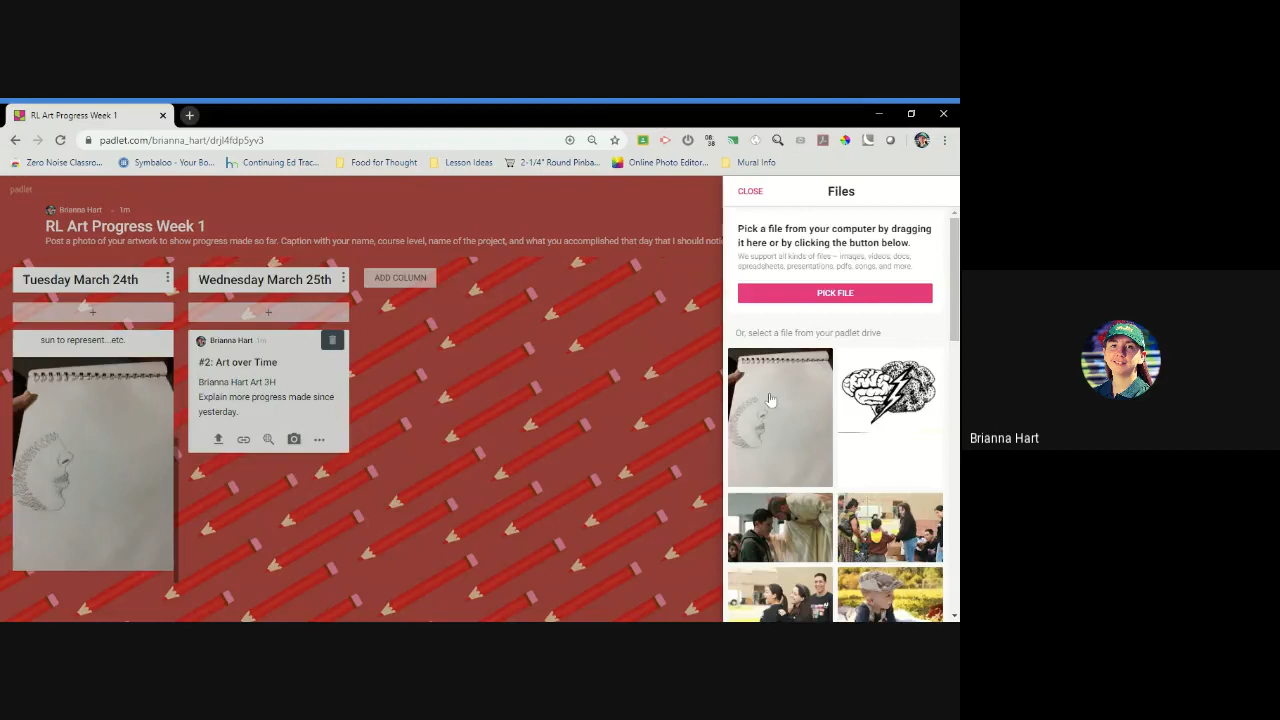 RL Art Progress Week 1
padlet.com/brianna_hart/drjl4fdp5yv3
08:
38
Zero Noise Classro...
Symbaloo - Your Bo...
Continuing Ed Trac...
Food for Thought
Lesson Ideas
2-1/4" Round Pinba...
Online Photo Editor...
Mural Info
padlet
Brianna Hart
1m
RL Art Progress Week 1
Post a photo of your artwork to show progress made so far. Caption with your name, course level, name of the project, and what you accomplished that day that I should noti
Tuesday March 24th
Wednesday March 25th
ADD COLUMN
sun to represent...etc.
Brianna Hart 1m
#2: Art over Time
Brianna Hart Art 3H
Explain more progress made since
yesterday.
CLOSE
Files
Pick a file from your computer by dragging
it here or by clicking the button below.
We support all kinds of files – images, videos, docs,
spreadsheets, presentations, pdfs, songs, and more.
PICK FILE
Or, select a file from your padlet drive
Brianna Hart